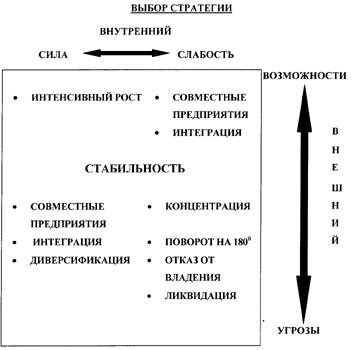 ВЫБОР СТРАТЕГИИ
ВНУТРЕННИЙ
СИЛА СЛАБОСТЬ
ВОЗМОЖНОСТИ
• ИНТЕНСИВНЫЙ РОСТ
• СОВМЕСТНЫЕ
ПРЕДПРИЯТИЯ
• ИНТЕГРАЦИЯ
СТАБИЛЬНОСТЬ
• СОВМЕСТНЫЕ
ПРЕДПРИЯТИЯ
• ИНТЕГРАЦИЯ
• ДИВЕРСИФИКАЦИЯ
• КОНЦЕНТРАЦИЯ
• ПОВОРОТ НА 180⁰
• ОТКАЗ ОТ
ВЛАДЕНИЯ
• ЛИКВИДАЦИЯ
В
Н
Е
Ш
Н
И
Й
УГРОЗЫ